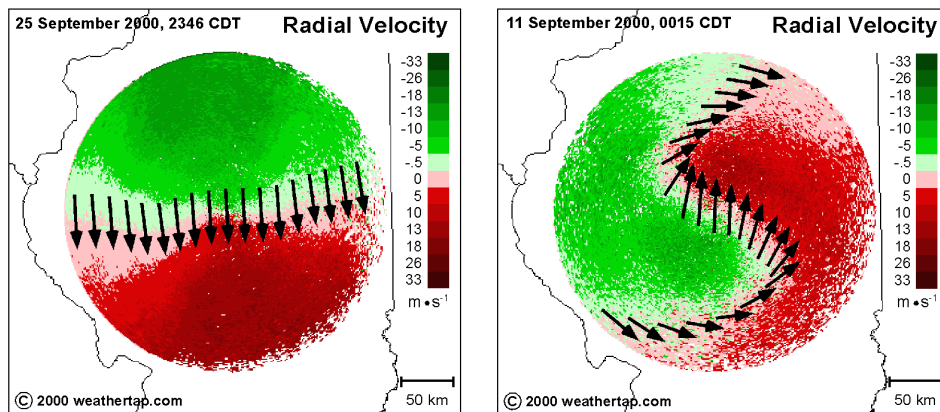 25 September 2000, 2346 CDT
Radial Velocity
-33
-26
-18
-13
-10
-5
-.5
0
5
10
13
18
26
33
m•s⁻¹
50 km
© 2000 weathertap.com
11 September 2000, 0015 CDT
Radial Velocity
-33
-26
-18
-13
-10
-5
-.5
0
5
10
13
18
26
33
m•s⁻¹
50 km
© 2000 weathertap.com